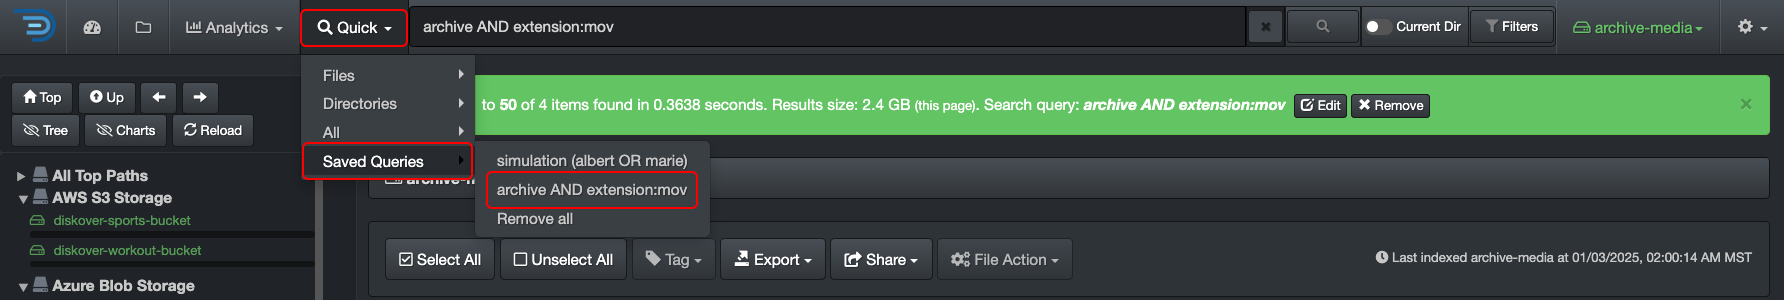 Analytics
Quick
archive AND extension:mov
Current Dir
Filters
archive-media
Files
Directories
All
Saved Queries
simulation (albert OR marie)
archive AND extension:mov
Remove all
Top
Up
Tree
Charts
Reload
to 50 of 4 items found in 0.3638 seconds. Results size: 2.4 GB (this page). Search query: archive AND extension:mov
Edit
Remove
All Top Paths
AWS S3 Storage
diskover-sports-bucket
diskover-workout-bucket
Azure Blob Storage
Select All
Unselect All
Tag
Export
Share
File Action
Last indexed archive-media at 01/03/2025, 02:00:14 AM MST